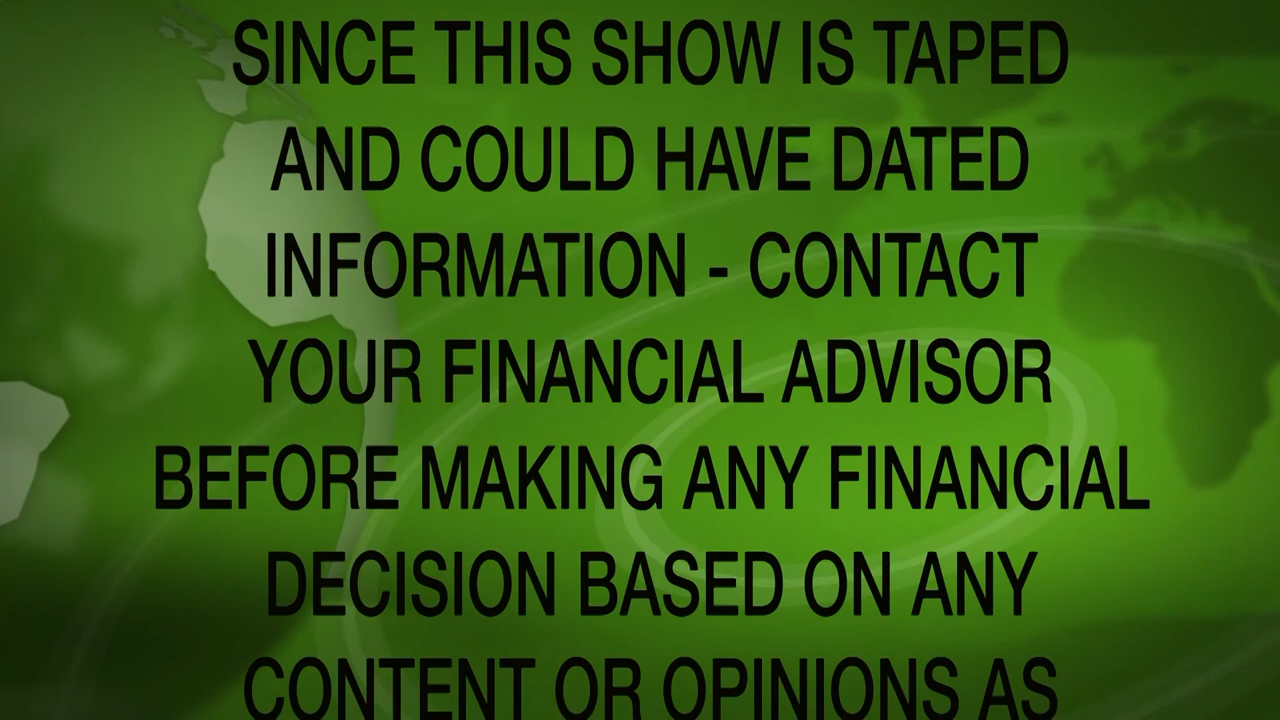 SINCE THIS SHOW IS TAPED
AND COULD HAVE DATED
INFORMATION - CONTACT
YOUR FINANCIAL ADVISOR
BEFORE MAKING ANY FINANCIAL
DECISION BASED ON ANY
CONTENT OR OPINIONS AS